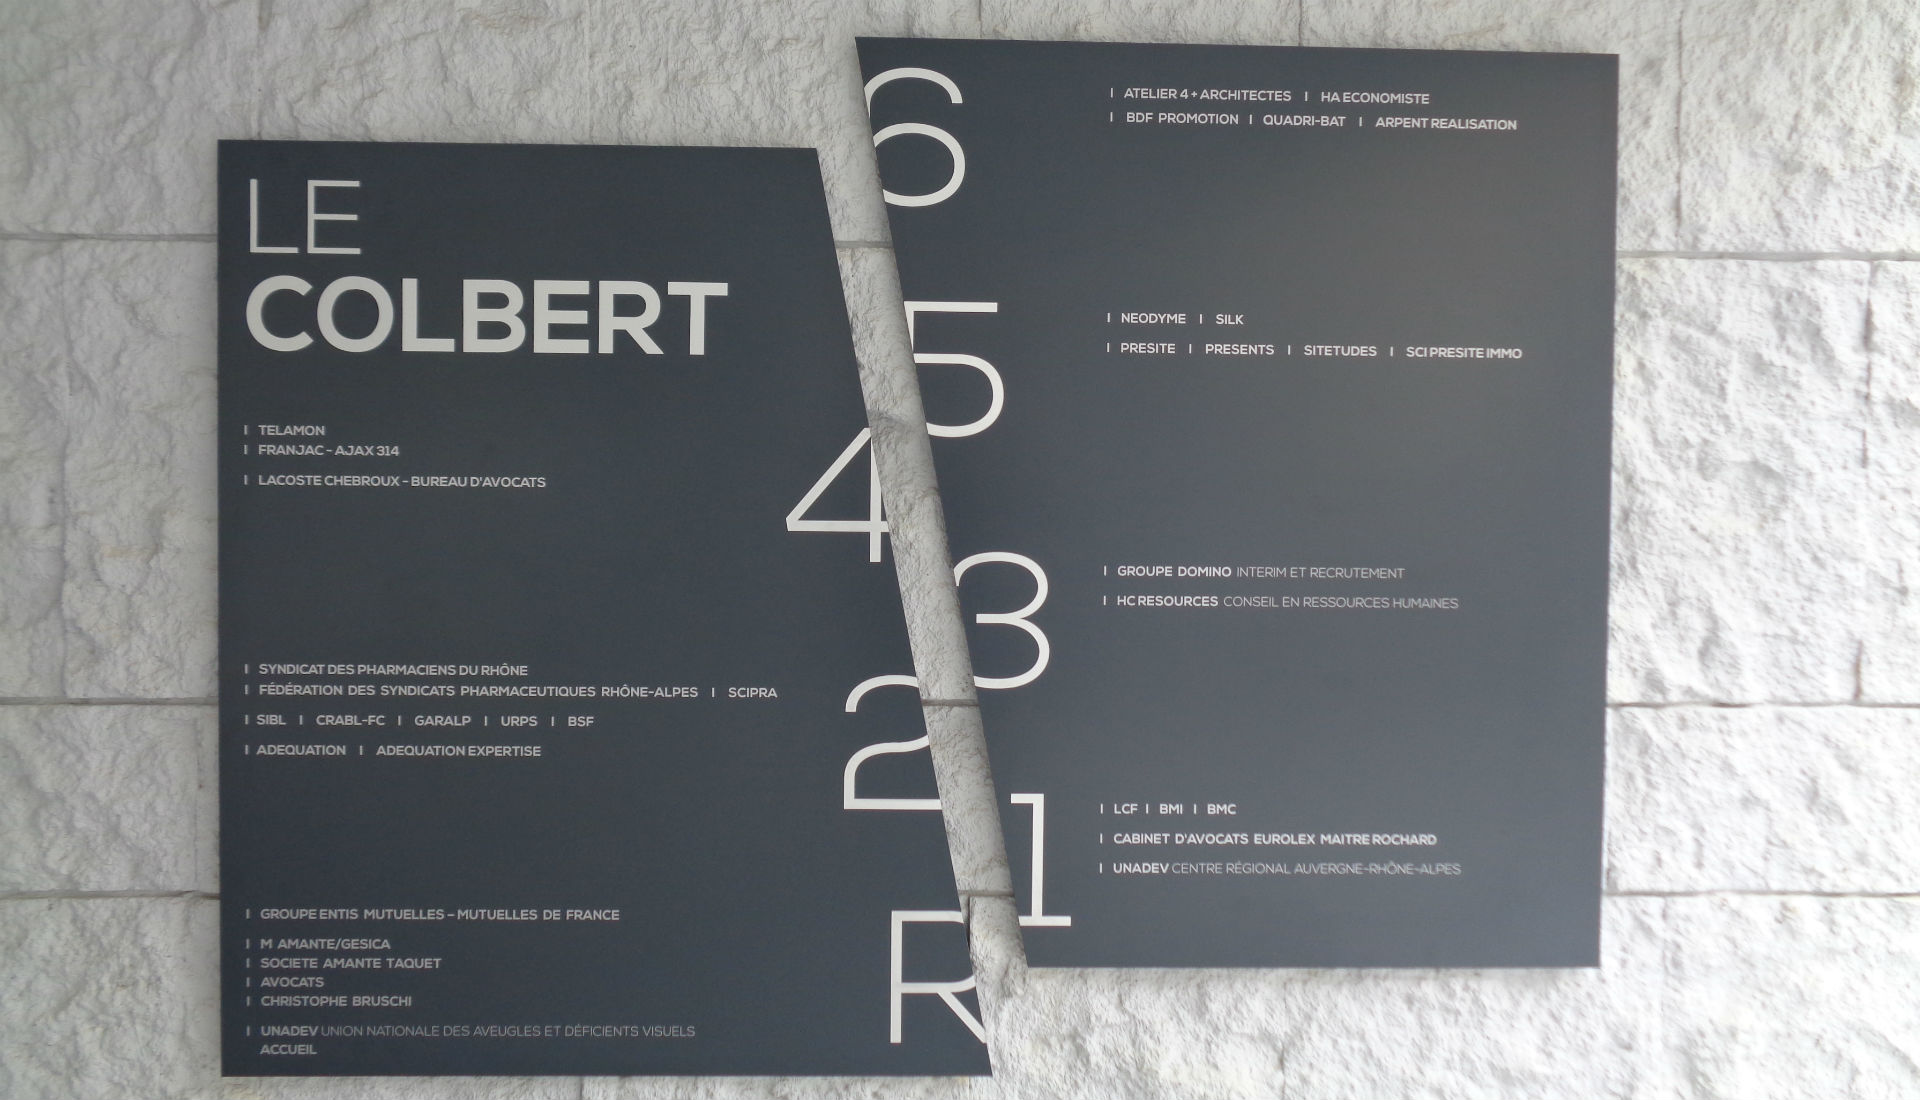 LE
COLBERT
6
I ATELIER 4 + ARCHITECTES I HA ECONOMISTE
I BDF PROMOTION I QUADRI-BAT I ARPENT REALISATION
5
I NEODYME I SILK
I PRESITE I PRESENTS I SITETUDES I SCI PRESITE IMMO
4
I TELAMON
I FRANJAC - AJAX 314
I LACOSTE CHEBROUX - BUREAU D'AVOCATS
3
I GROUPE DOMINO INTERIM ET RECRUTEMENT
I HC RESOURCES CONSEIL EN RESSOURCES HUMAINES
2
I SYNDICAT DES PHARMACIENS DU RHÔNE
I FÉDÉRATION DES SYNDICATS PHARMACEUTIQUES RHÔNE-ALPES I SCIPRA
I SIBL I CRABL-FC I GARALP I URPS I BSF
I ADEQUATION I ADEQUATION EXPERTISE
1
I LCF I BMI I BMC
I CABINET D'AVOCATS EUROLEX MAITRE ROCHARD
I UNADEV CENTRE RÉGIONAL AUVERGNE-RHÔNE-ALPES
R
I GROUPE ENTIS MUTUELLES - MUTUELLES DE FRANCE
I M AMANTE/GESICA
I SOCIETE AMANTE TAQUET
I AVOCATS
I CHRISTOPHE BRUSCHI
I UNADEV UNION NATIONALE DES AVEUGLES ET DÉFICIENTS VISUELS
ACCUEIL